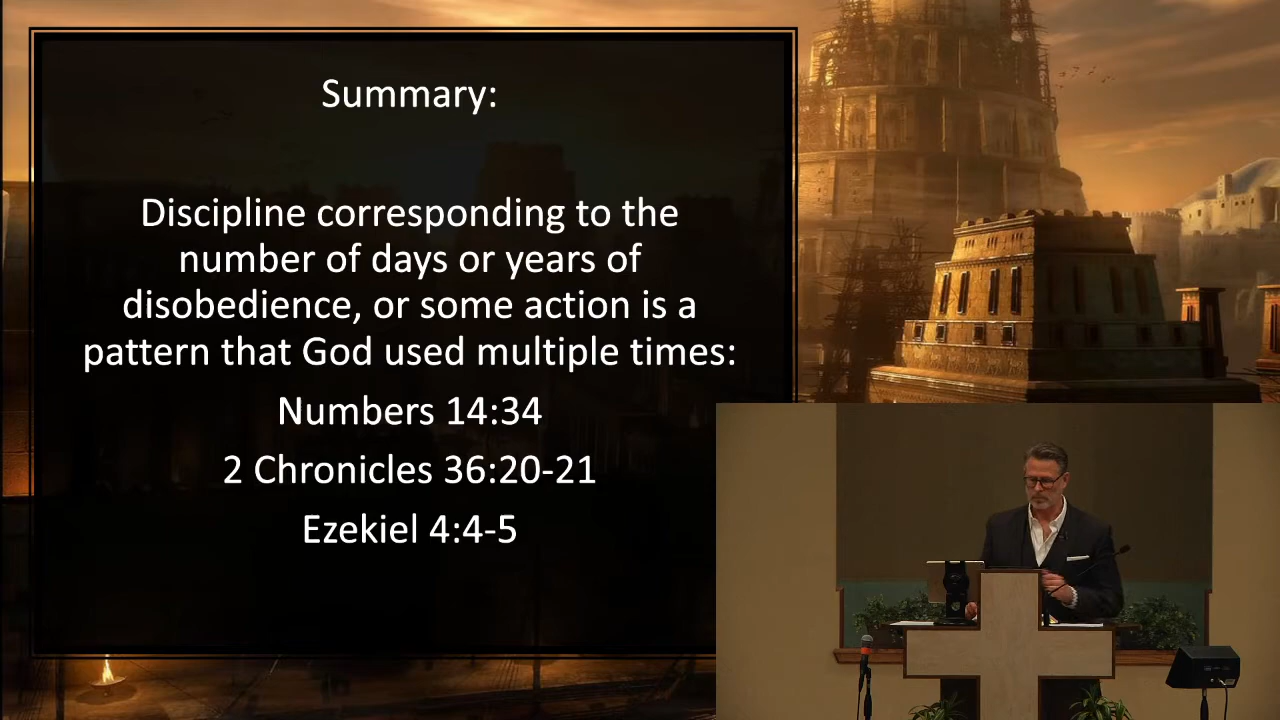 Summary:
Discipline corresponding to the
number of days or years of
disobedience, or some action is a
pattern that God used multiple times:
Numbers 14:34
2 Chronicles 36:20-21
Ezekiel 4:4-5